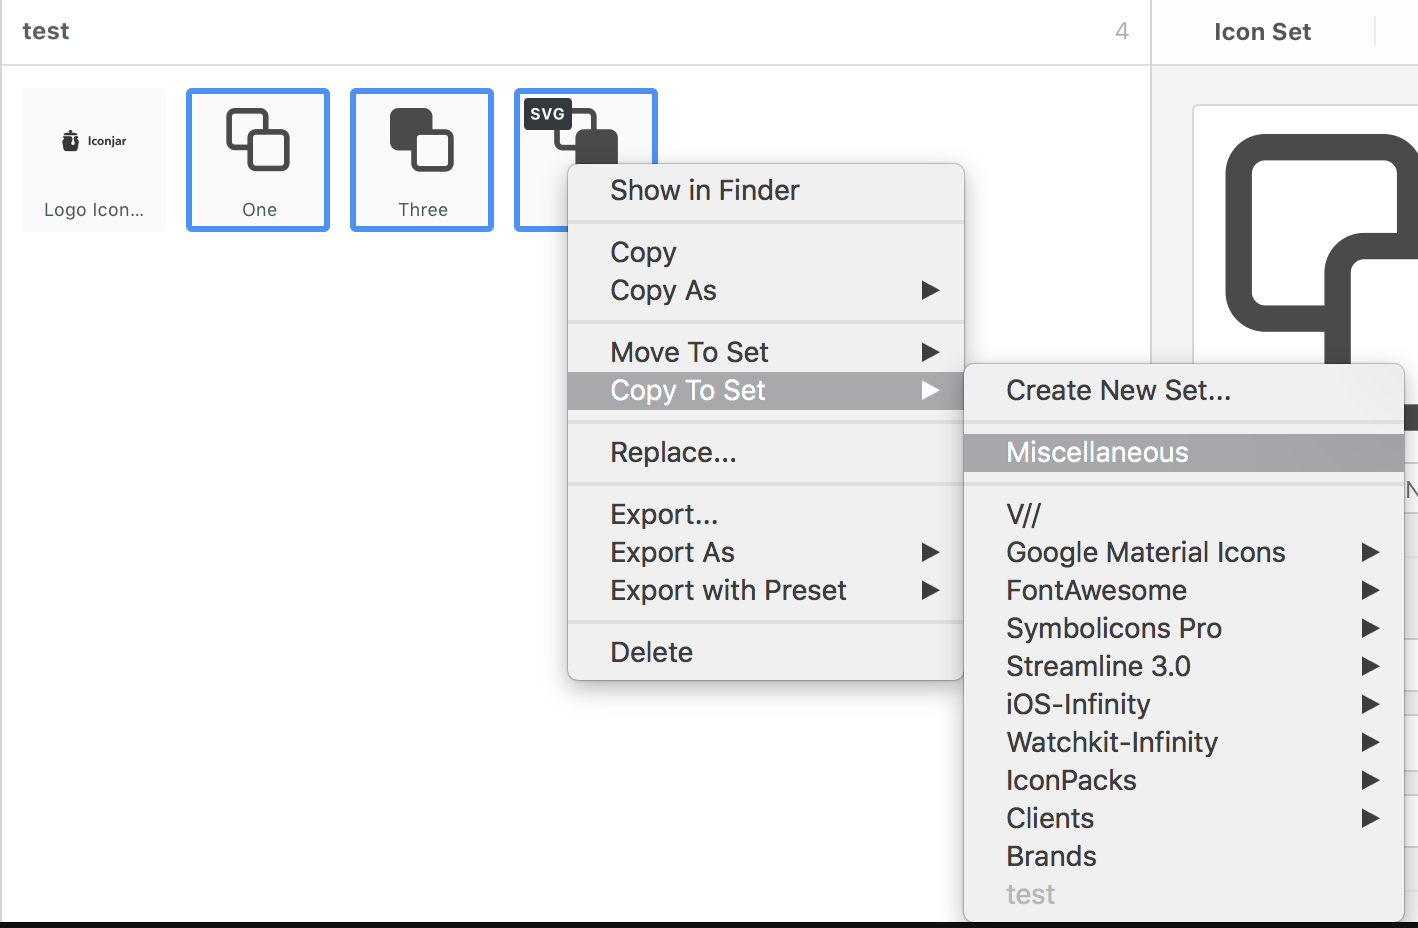 test
4
Icon Set
Iconjar
Logo Icon...
One
Three
SVG
Show in Finder
Copy
Copy As
Move To Set
Copy To Set
Replace...
Export...
Export As
Export with Preset
Delete
Create New Set...
Miscellaneous
V//
Google Material Icons
FontAwesome
Symbolicons Pro
Streamline 3.0
iOS-Infinity
Watchkit-Infinity
IconPacks
Clients
Brands
test